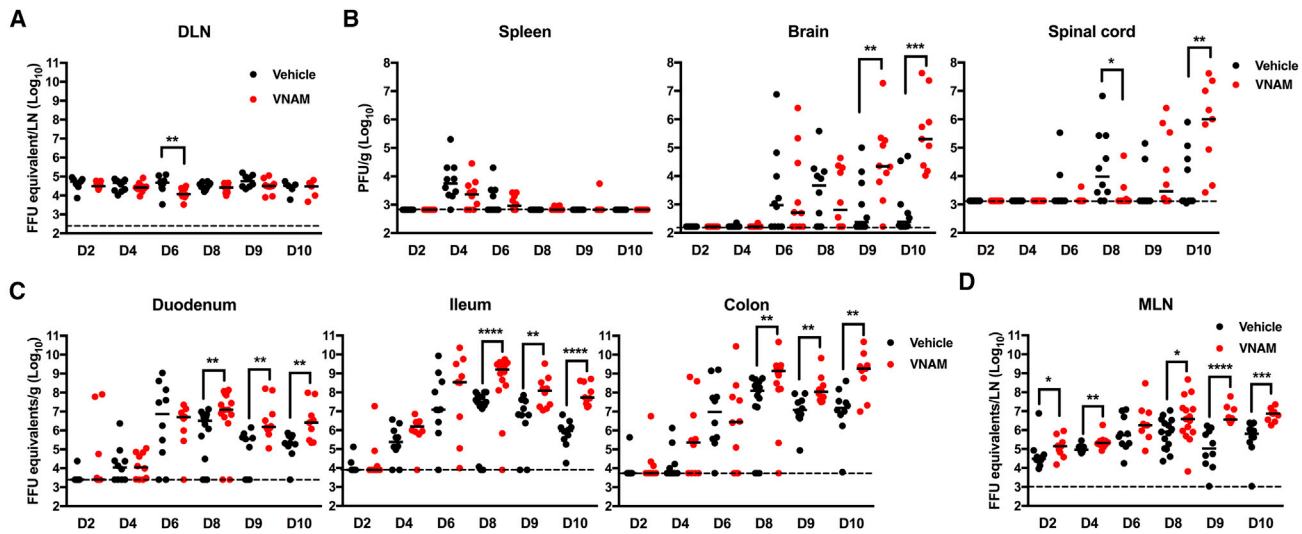 A
DLN
FFU equivalent/LN (Log10)
11
10
9
8
7
6
5
4
3
2
D2 D4 D6 D8 D9 D10
**
Vehicle
VNAM
B
Spleen
PFU/g (Log10)
8
7
6
5
4
3
2
D2 D4 D6 D8 D9 D10
Brain
8
7
6
5
4
3
2
D2 D4 D6 D8 D9 D10
** ***
Spinal cord
8
7
6
5
4
3
2
D2 D4 D6 D8 D9 D10
* **
Vehicle
VNAM
C
Duodenum
FFU equivalents/g (Log10)
11
10
9
8
7
6
5
4
3
2
D2 D4 D6 D8 D9 D10
** ** **
Ileum
11
10
9
8
7
6
5
4
3
2
D2 D4 D6 D8 D9 D10
**** ** ****
Colon
11
10
9
8
7
6
5
4
3
2
D2 D4 D6 D8 D9 D10
** ** **
Vehicle
VNAM
D
MLN
FFU equivalents/LN (Log10)
11
10
9
8
7
6
5
4
3
2
D2 D4 D6 D8 D9 D10
* ** * **** ***
Vehicle
VNAM